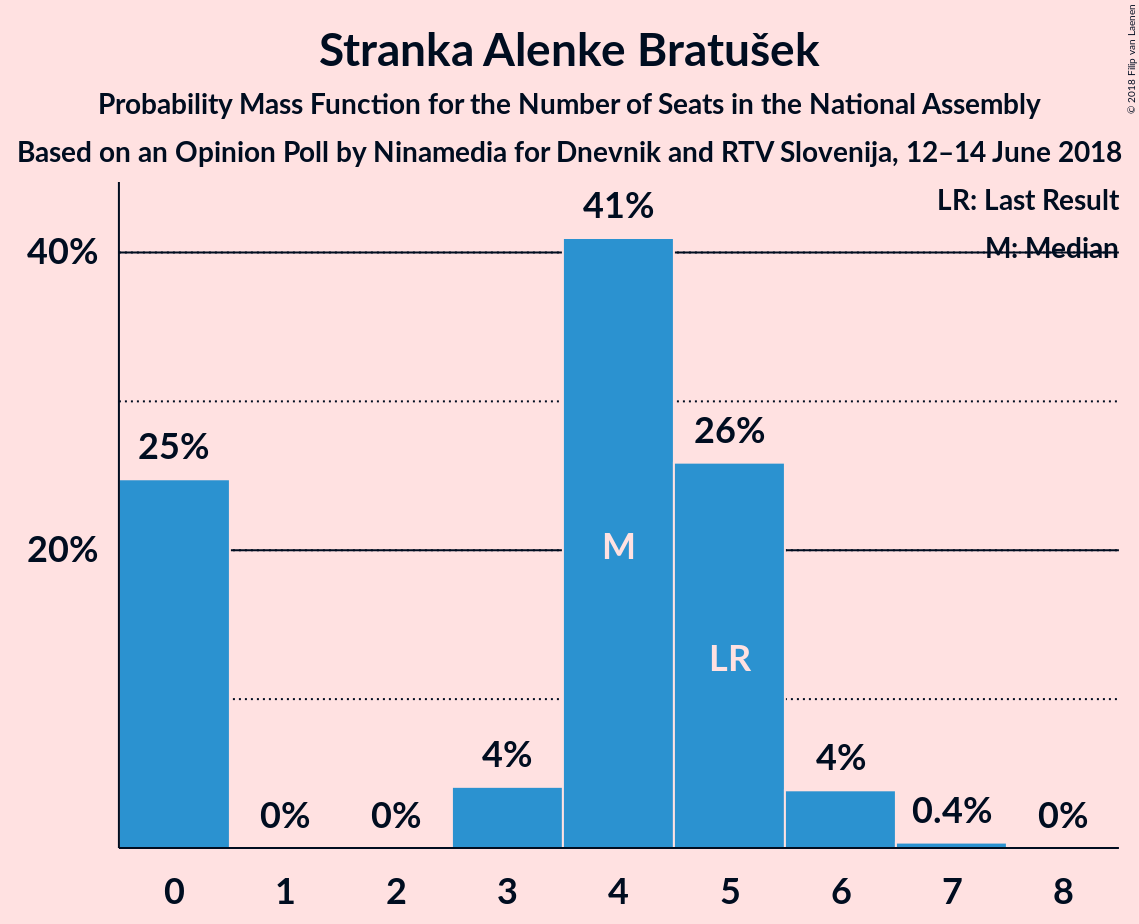 Stranka Alenke Bratušek
Probability Mass Function for the Number of Seats in the National Assembly
Based on an Opinion Poll by Ninamedia for Dnevnik and RTV Slovenija, 12–14 June 2018
© 2018 Filip van Laenen
LR: Last Result
M: Median
40%
20%
25%
0%
0%
4%
41%
26%
4%
0.4%
0%
M
LR
0 1 2 3 4 5 6 7 8